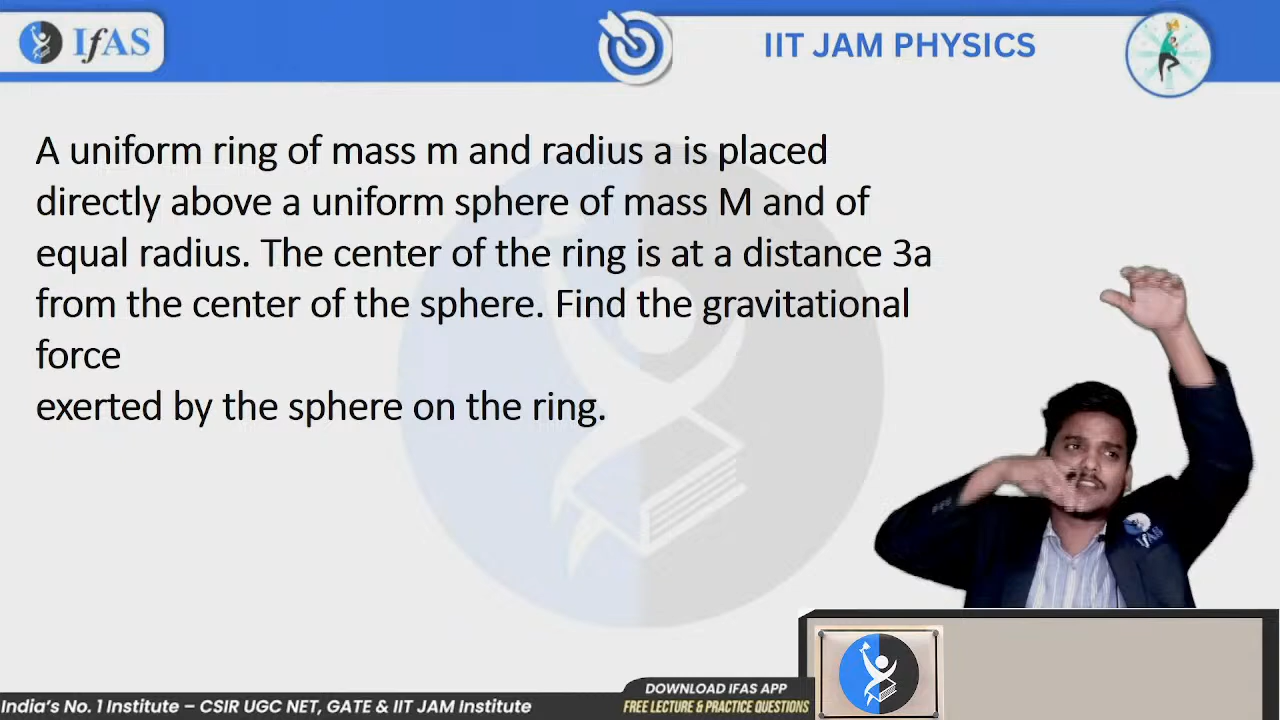 IfAS
IIT JAM PHYSICS
A uniform ring of mass m and radius a is placed
directly above a uniform sphere of mass M and of
equal radius. The center of the ring is at a distance 3a
from the center of the sphere. Find the gravitational
force
exerted by the sphere on the ring.
IfAS
DOWNLOAD IFAS APP
FREE LECTURE & PRACTICE QUESTIONS
India's No. 1 Institute – CSIR UGC NET, GATE & IIT JAM Institute